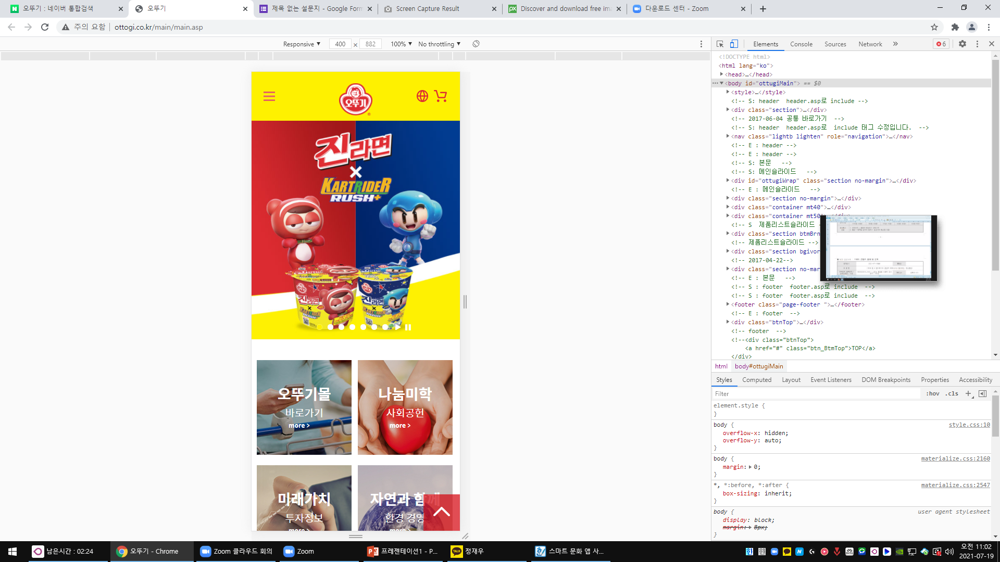 오뚜기 : 네이버 통합검색
오뚜기
제목 없는 설문지 - Google Forn
Screen Capture Result
Discover and download free ima
다운로드 센터 - Zoom
주의 요함
ottogi.co.kr/main/main.asp
Responsive ▼ 400 × 882 100% ▼ No throttling ▼
Elements Console Sources Network » 6
<!DOCTYPE html>
<html lang="ko">
<head>…</head>
<body id="ottugiMain"> == $0
<style>…</style>
<!-- S: header  header.asp로 include -->
<div class="section">…</div>
<!-- 2017-06-04 공통 바로가기  -->
<!-- S: header  header.asp로  include 태그 수정입니다.  -->
<nav class="lightb lighten" role="navigation">…</nav>
<!-- E : header -->
<!-- E : header -->
<!-- S: 본문   -->
<!-- S: 메인슬라이드   -->
<div id="ottugiWrap" class="section no-margin">…</div>
<!-- E : 메인슬라이드   -->
<div class="section no-margin">…</div>
<div class="container mt40">…</div>
<div class="container mt50">…</div>
<!-- S  제품리스트슬라이드
<div class="section btmBrn
<!-- 제품리스트슬라이드 -->
<div class="section bgivor
<!-- 2017-04-22-->
<div class="section no-mar
<!-- E : 본문   -->
<!-- S : footer  footer.asp로 include  -->
<!-- S : footer  footer.asp로 include  -->
<footer class="page-footer ">…</footer>
<!-- E : footer  -->
<div class="btnTop">…</div>
<!-- footer  -->
<!--<div class="btnTop">
<a href="#" class="btn_BtmTop">TOP</a>
</div>
html body#ottugiMain
Styles Computed Layout Event Listeners DOM Breakpoints Properties Accessibility
Filter :hov .cls +
element.style {
}
body { style.css:10
overflow-x: hidden;
overflow-y: auto;
}
body { materialize.css:2160
margin: 0;
}
*, *:before, *:after { materialize.css:2547
box-sizing: inherit;
}
body { user agent stylesheet
display: block;
margin: 8px;
}
오뚜기
진라면
×
KARTRIDER
RUSH+
진라면
진라면
오뚜기몰
바로가기
more >
나눔미학
사회공헌
more >
미래가치
투자정보
more >
자연과 함께
환경 경영
more >
남은시간 : 02:24
오뚜기 - Chrome
Zoom 클라우드 회의
Zoom
프레젠테이션1 - P...
정재우
스마트 문화 앱 사...
오전 11:02
2021-07-19